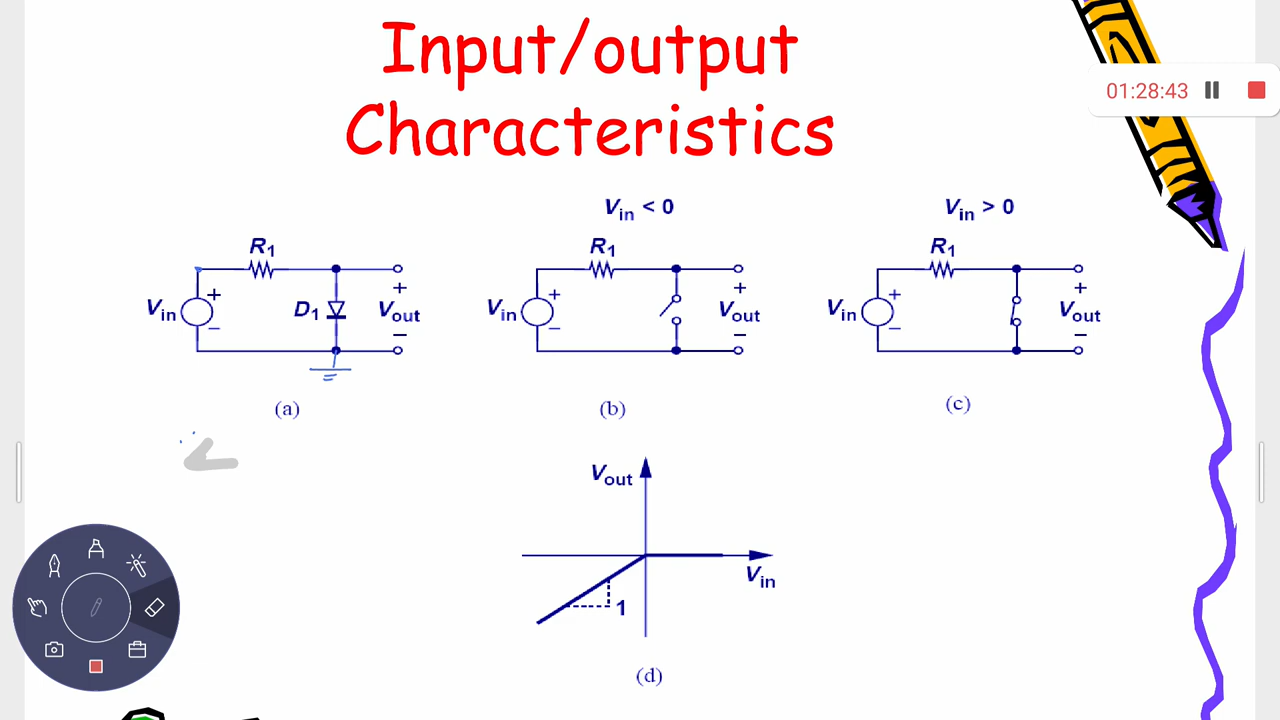 Input/output
Characteristics
01:28:43
Vin < 0
Vin > 0
R1
R1
R1
Vin
+
−
D1
+
Vout
−
Vin
+
−
+
Vout
−
Vin
+
−
+
Vout
−
(a)
(b)
(c)
Vout
Vin
1
(d)